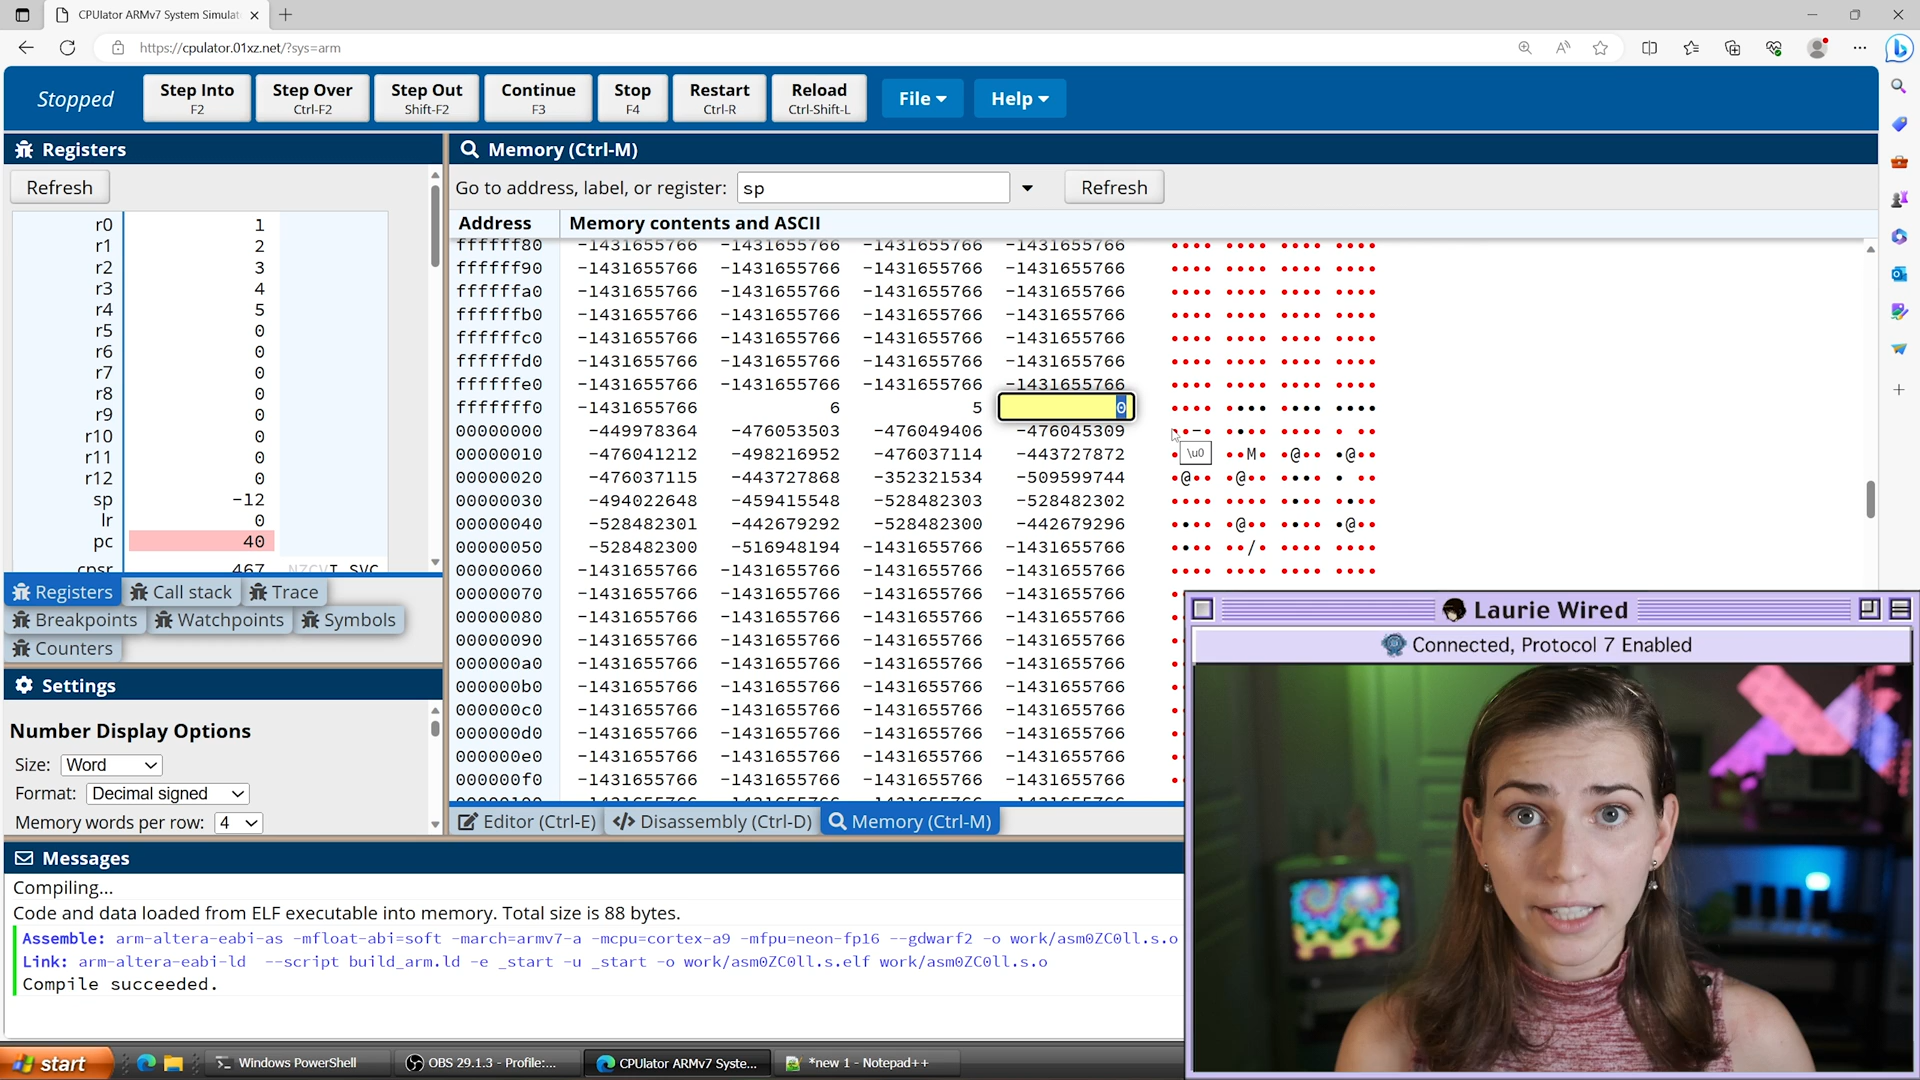 CPUlator ARMv7 System Simulat
https://cpulator.01xz.net/?sys=arm
Stopped
Step Into
F2
Step Over
Ctrl-F2
Step Out
Shift-F2
Continue
F3
Stop
F4
Restart
Ctrl-R
Reload
Ctrl-Shift-L
File
Help
Registers
Refresh
r0 1
r1 2
r2 3
r3 4
r4 5
r5 0
r6 0
r7 0
r8 0
r9 0
r10 0
r11 0
r12 0
sp -12
lr 0
pc 40
cpsr 467 NZCVI SVC
Registers
Call stack
Trace
Breakpoints
Watchpoints
Symbols
Counters
Settings
Number Display Options
Size: Word
Format: Decimal signed
Memory words per row: 4
Memory (Ctrl-M)
Go to address, label, or register: sp
Refresh
Address Memory contents and ASCII
ffffff80 -1431655766 -1431655766 -1431655766 -1431655766
ffffff90 -1431655766 -1431655766 -1431655766 -1431655766
ffffffa0 -1431655766 -1431655766 -1431655766 -1431655766
ffffffb0 -1431655766 -1431655766 -1431655766 -1431655766
ffffffc0 -1431655766 -1431655766 -1431655766 -1431655766
ffffffd0 -1431655766 -1431655766 -1431655766 -1431655766
ffffffe0 -1431655766 -1431655766 -1431655766 -1431655766
fffffff0 -1431655766 6 5 0
00000000 -449978364 -476053503 -476049406 -476045309
00000010 -476041212 -498216952 -476037114 -443727872 M @ @
00000020 -476037115 -443727868 -352321534 -509599744 @ @
00000030 -494022648 -459415548 -528482303 -528482302
00000040 -528482301 -442679292 -528482300 -442679296 @ @
00000050 -528482300 -516948194 -1431655766 -1431655766 /
00000060 -1431655766 -1431655766 -1431655766 -1431655766
00000070 -1431655766 -1431655766 -1431655766 -1431655766
00000080 -1431655766 -1431655766 -1431655766 -1431655766
00000090 -1431655766 -1431655766 -1431655766 -1431655766
000000a0 -1431655766 -1431655766 -1431655766 -1431655766
000000b0 -1431655766 -1431655766 -1431655766 -1431655766
000000c0 -1431655766 -1431655766 -1431655766 -1431655766
000000d0 -1431655766 -1431655766 -1431655766 -1431655766
000000e0 -1431655766 -1431655766 -1431655766 -1431655766
000000f0 -1431655766 -1431655766 -1431655766 -1431655766
\u0
Editor (Ctrl-E)
Disassembly (Ctrl-D)
Memory (Ctrl-M)
Messages
Compiling...
Code and data loaded from ELF executable into memory. Total size is 88 bytes.
Assemble: arm-altera-eabi-as -mfloat-abi=soft -march=armv7-a -mcpu=cortex-a9 -mfpu=neon-fp16 --gdwarf2 -o work/asm0ZC0ll.s.o
Link: arm-altera-eabi-ld --script build_arm.ld -e _start -u _start -o work/asm0ZC0ll.s.elf work/asm0ZC0ll.s.o
Compile succeeded.
Laurie Wired
Connected, Protocol 7 Enabled
start
Windows PowerShell
OBS 29.1.3 - Profile:...
CPUlator ARMv7 Syste...
*new 1 - Notepad++